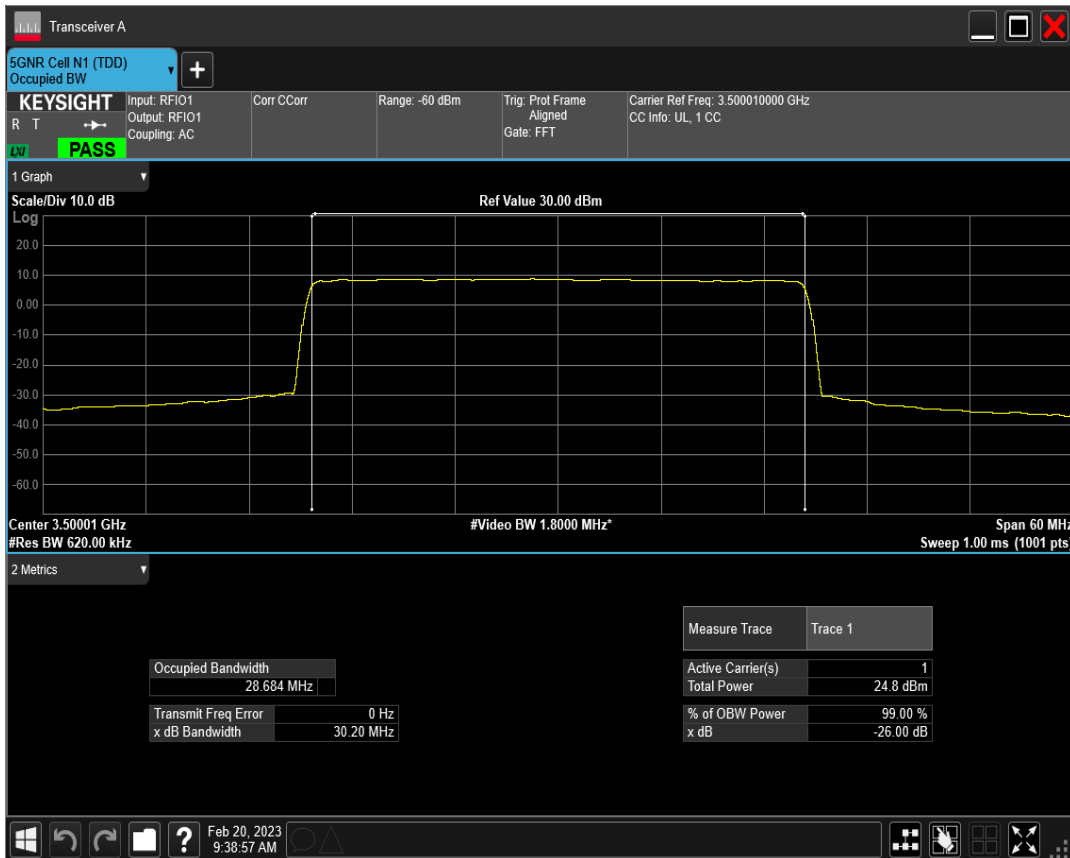 Transceiver A
5GNR Cell N1 (TDD)
Occupied BW
+
KEYSIGHT
R T
LXI
PASS
Input: RFIO1
Output: RFIO1
Coupling: AC
Corr CCorr
Range: -60 dBm
Trig: Prot Frame
Aligned
Gate: FFT
Carrier Ref Freq: 3.500010000 GHz
CC Info: UL, 1 CC
1 Graph
Scale/Div 10.0 dB
Ref Value 30.00 dBm
Log
20.0
10.0
0.00
-10.0
-20.0
-30.0
-40.0
-50.0
-60.0
Center 3.50001 GHz
#Video BW 1.8000 MHz*
Span 60 MHz
#Res BW 620.00 kHz
Sweep 1.00 ms (1001 pts)
2 Metrics
Measure Trace Trace 1
Occupied Bandwidth
28.684 MHz
Active Carrier(s) 1
Total Power 24.8 dBm
Transmit Freq Error 0 Hz
x dB Bandwidth 30.20 MHz
% of OBW Power 99.00 %
x dB -26.00 dB
?
Feb 20, 2023
9:38:57 AM